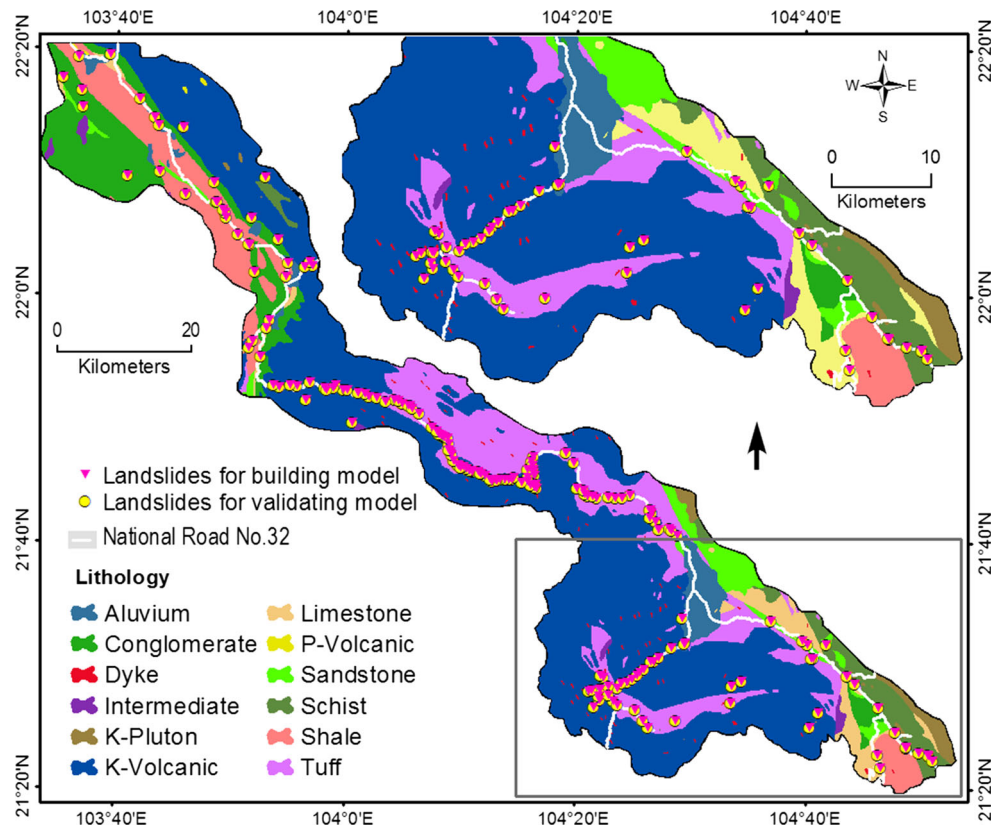 103°40'E 104°0'E 104°20'E 104°40'E
22°20'N
22°20'N
N
W E
S
0 10
Kilometers
22°0'N
22°0'N
0 20
Kilometers
Landslides for building model
Landslides for validating model
National Road No.32
21°40'N
21°40'N
Lithology
Aluvium Limestone
Conglomerate P-Volcanic
Dyke Sandstone
Intermediate Schist
K-Pluton Shale
K-Volcanic Tuff
21°20'N
21°20'N
103°40'E 104°0'E 104°20'E 104°40'E